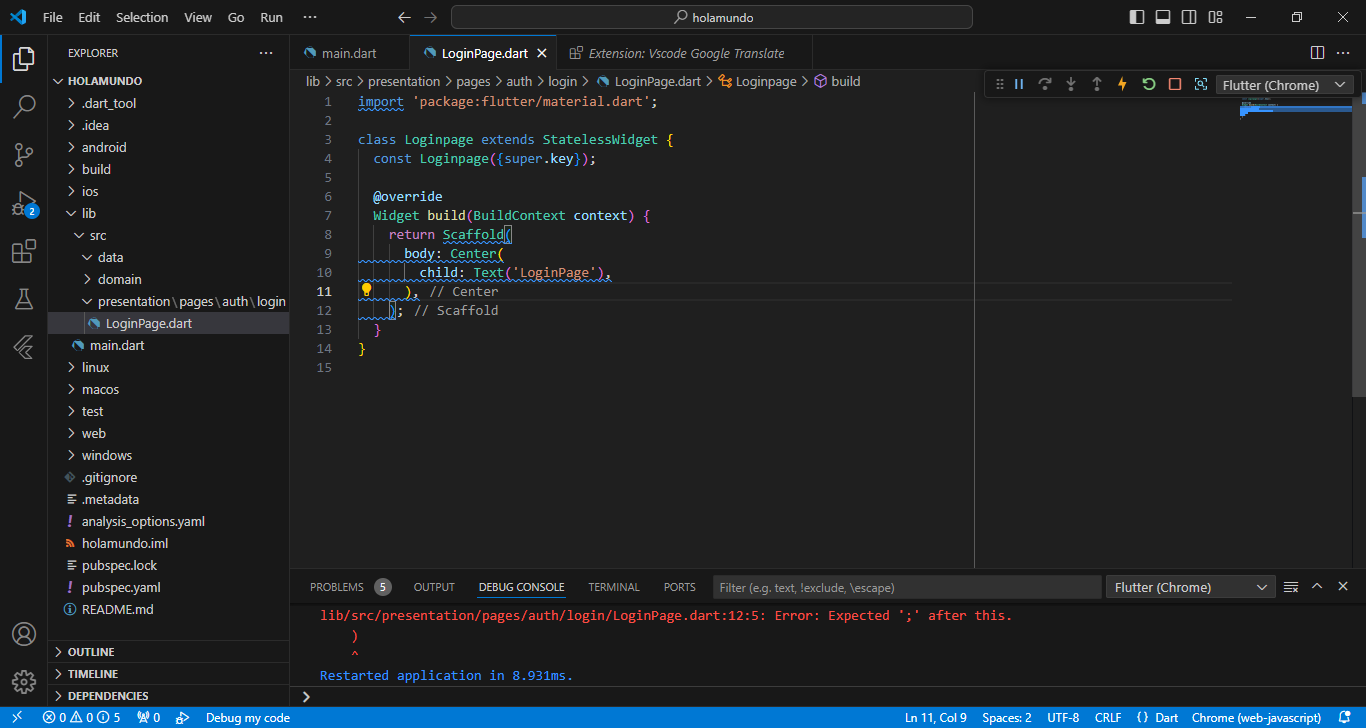 File Edit Selection View Go Run ··· holamundo
EXPLORER ···
HOLAMUNDO
.dart_tool
.idea
android
build
ios
lib
src
data
domain
presentation\pages\auth\login
LoginPage.dart
main.dart
linux
macos
test
web
windows
.gitignore
.metadata
analysis_options.yaml
holamundo.iml
pubspec.lock
pubspec.yaml
README.md
OUTLINE
TIMELINE
DEPENDENCIES
2
main.dart LoginPage.dart Extension: Vscode Google Translate
lib > src > presentation > pages > auth > login > LoginPage.dart > Loginpage > build
Flutter (Chrome)
1 import 'package:flutter/material.dart';
2
3 class Loginpage extends StatelessWidget {
4 const Loginpage({super.key});
5
6 @override
7 Widget build(BuildContext context) {
8 return Scaffold(
9 body: Center(
10 child: Text('LoginPage'),
11 ), // Center
12 ); // Scaffold
13 }
14 }
15
PROBLEMS 5 OUTPUT DEBUG CONSOLE TERMINAL PORTS Filter (e.g. text, !exclude, \escape) Flutter (Chrome)
lib/src/presentation/pages/auth/login/LoginPage.dart:12:5: Error: Expected ';' after this.
)
^
Restarted application in 8.931ms.
>
0 0 5 0 Debug my code Ln 11, Col 9 Spaces: 2 UTF-8 CRLF { } Dart Chrome (web-javascript)